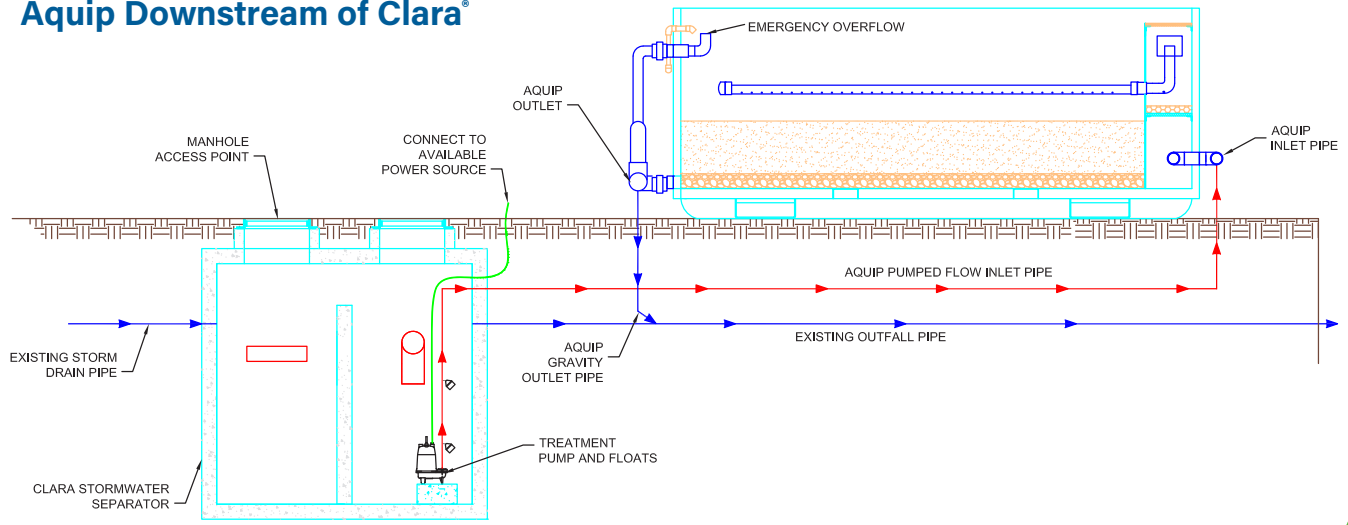 Aquip Downstream of Clara®
EMERGENCY OVERFLOW
AQUIP
OUTLET
MANHOLE
ACCESS POINT
CONNECT TO
AVAILABLE
POWER SOURCE
AQUIP
INLET PIPE
AQUIP PUMPED FLOW INLET PIPE
EXISTING STORM
DRAIN PIPE
AQUIP
GRAVITY
OUTLET PIPE
EXISTING OUTFALL PIPE
TREATMENT
PUMP AND FLOATS
CLARA STORMWATER
SEPARATOR